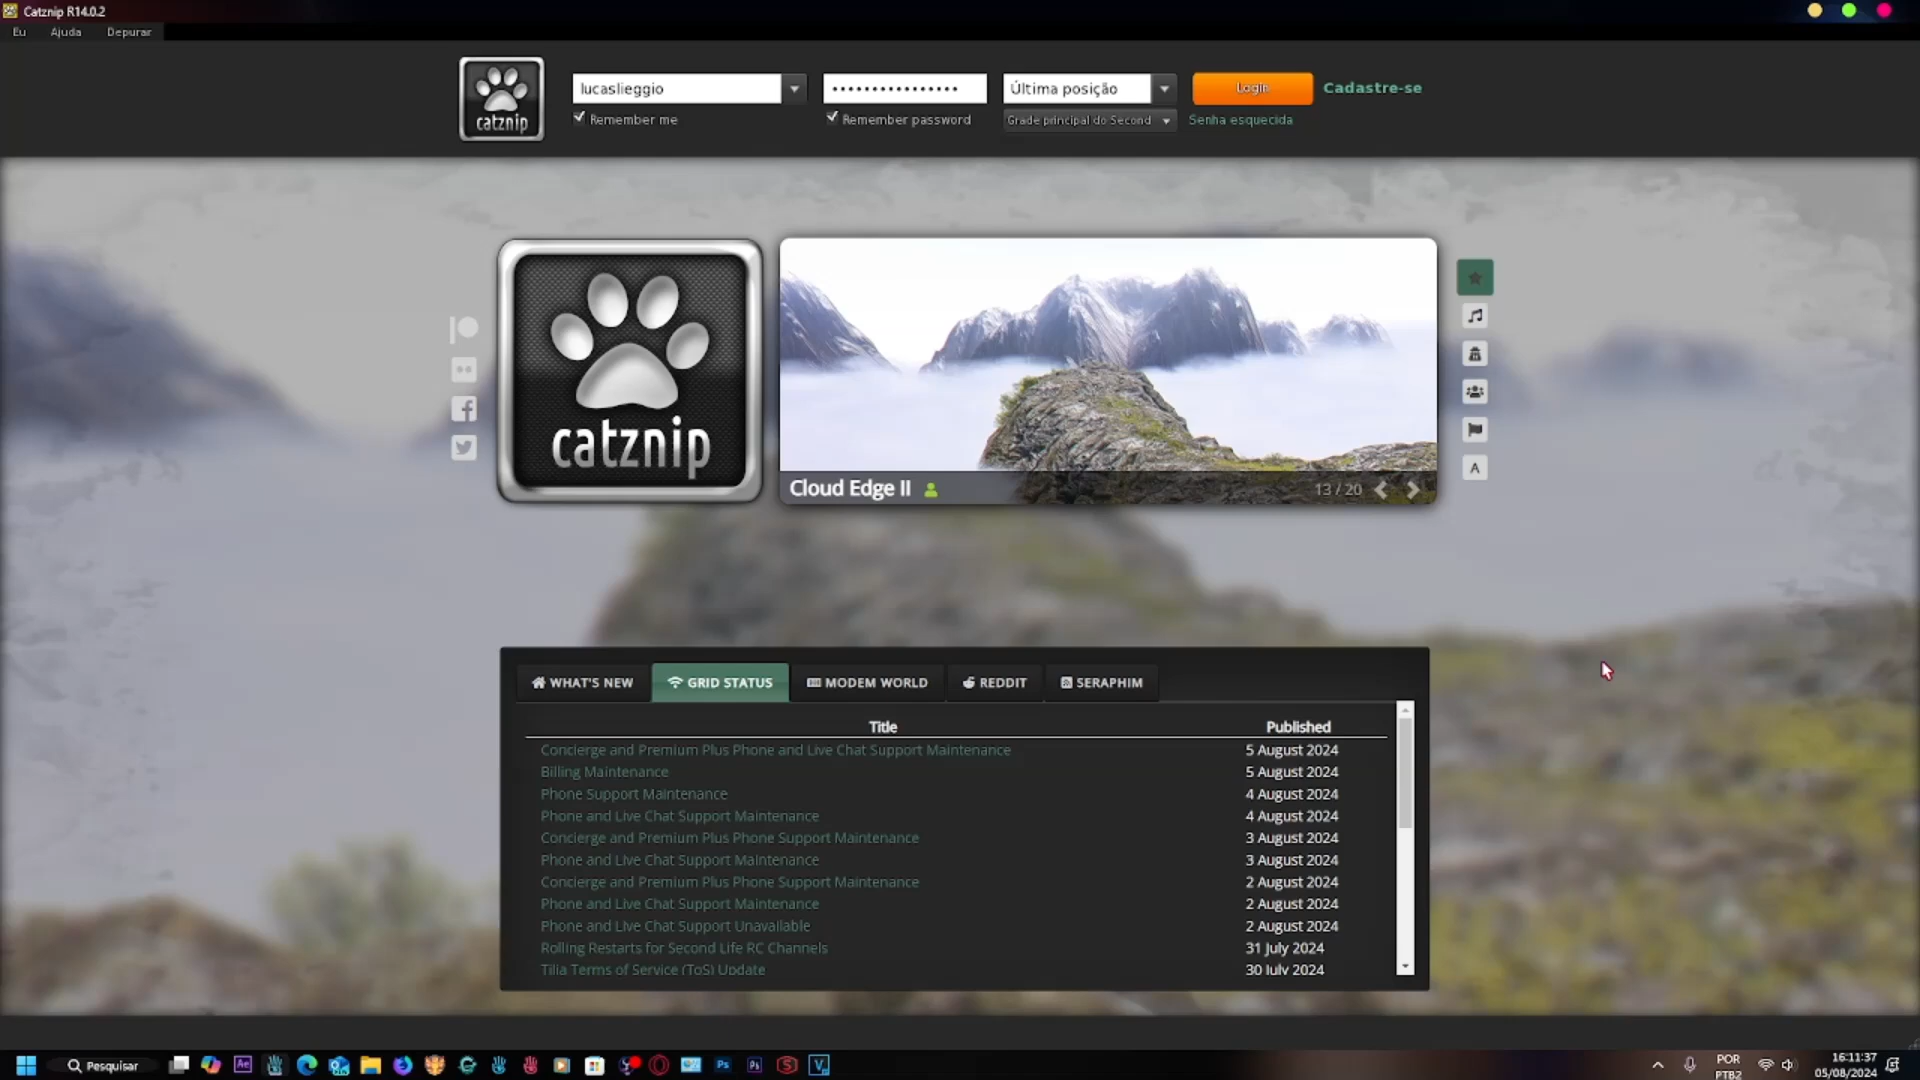 Catznip R14.0.2
Eu Ajuda Depurar
catznip
lucaslieggio
••••••••••••••••
Última posição
Login
Cadastre-se
Remember me
Remember password
Grade principal do Second
Senha esquecida
catznip
Cloud Edge II
13 / 20
A
WHAT'S NEW
GRID STATUS
MODEM WORLD
REDDIT
SERAPHIM
Title Published
Concierge and Premium Plus Phone and Live Chat Support Maintenance 5 August 2024
Billing Maintenance 5 August 2024
Phone Support Maintenance 4 August 2024
Phone and Live Chat Support Maintenance 4 August 2024
Concierge and Premium Plus Phone Support Maintenance 3 August 2024
Phone and Live Chat Support Maintenance 3 August 2024
Concierge and Premium Plus Phone Support Maintenance 2 August 2024
Phone and Live Chat Support Maintenance 2 August 2024
Phone and Live Chat Support Unavailable 2 August 2024
Rolling Restarts for Second Life RC Channels 31 July 2024
Tilia Terms of Service (ToS) Update 30 July 2024
Pesquisar
Ae
Ps
POR
PTB2
16:11:37
05/08/2024